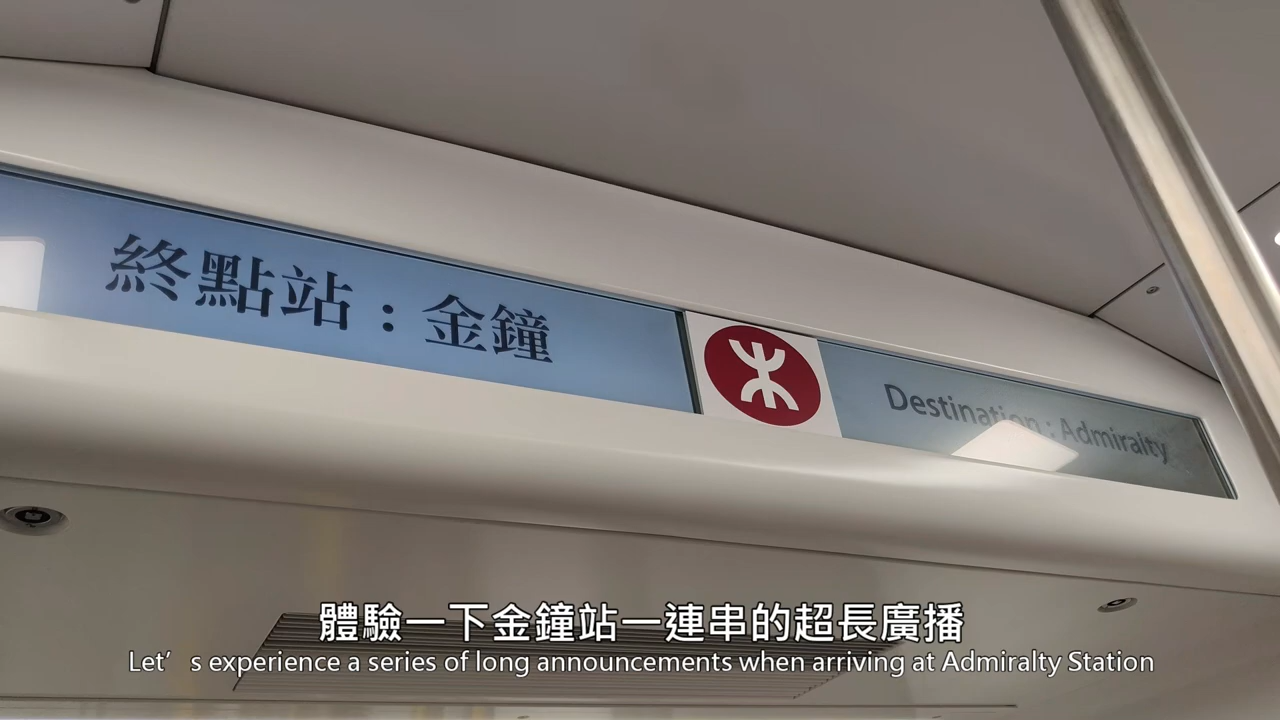 終點站：金鐘
Destination : Admiralty
體驗一下金鐘站一連串的超長廣播
Let's experience a series of long announcements when arriving at Admiralty Station